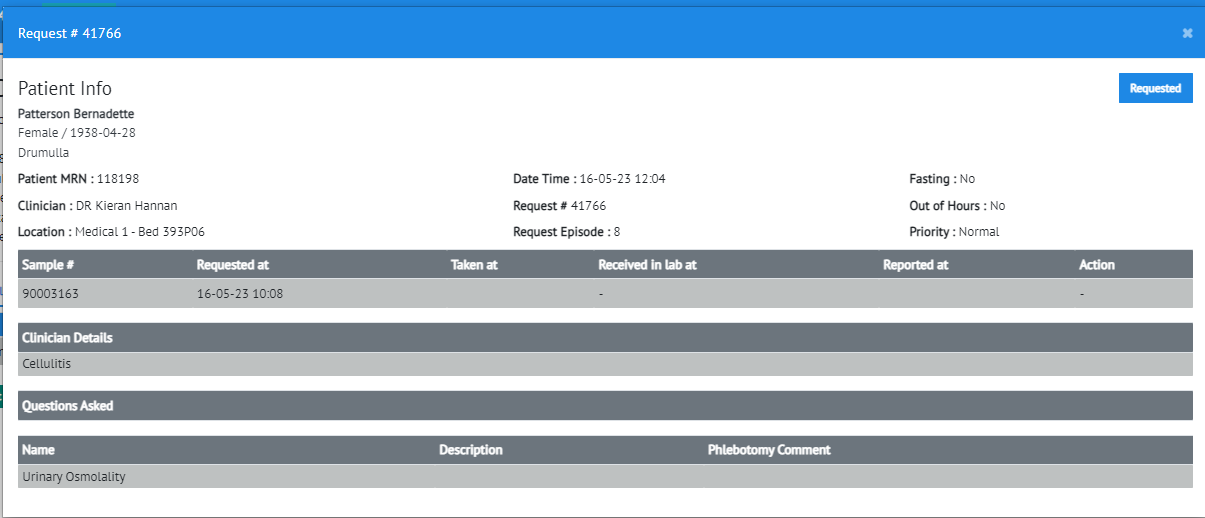 Request # 41766
Patient Info
Requested
Patterson Bernadette
Female / 1938-04-28
Drumulla
Patient MRN : 118198 Date Time : 16-05-23 12:04 Fasting : No
Clinician : DR Kieran Hannan Request # 41766 Out of Hours : No
Location : Medical 1 - Bed 393P06 Request Episode : 8 Priority : Normal
Sample # Requested at Taken at Received in lab at Reported at Action
90003163 16-05-23 10:08 - -
Clinician Details
Cellulitis
Questions Asked
Name Description Phlebotomy Comment
Urinary Osmolality